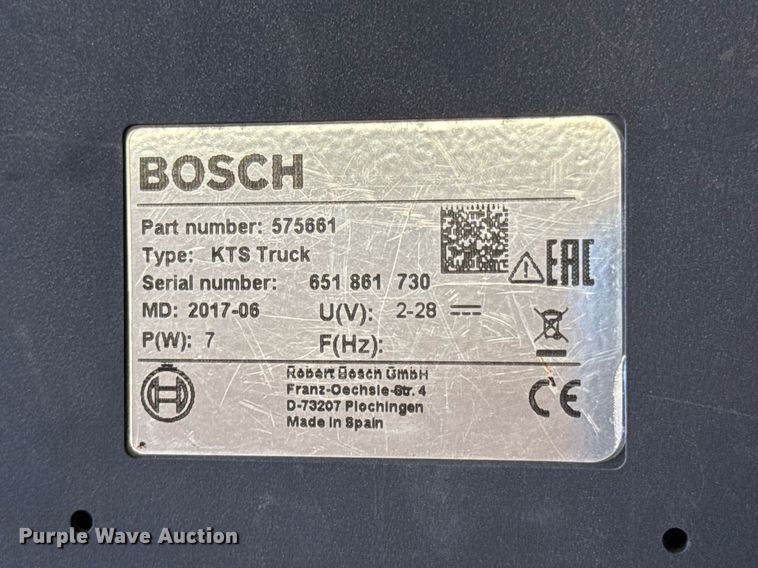 BOSCH
Part number: 575661
Type: KTS Truck
Serial number: 651 861 730
MD: 2017-06 U(V): 2-28
P(W): 7 F(Hz):
EAC
Robert Bosch GmbH
Franz-Oechsle-Str. 4
D-73207 Plochingen
Made in Spain
CE
Purple Wave Auction